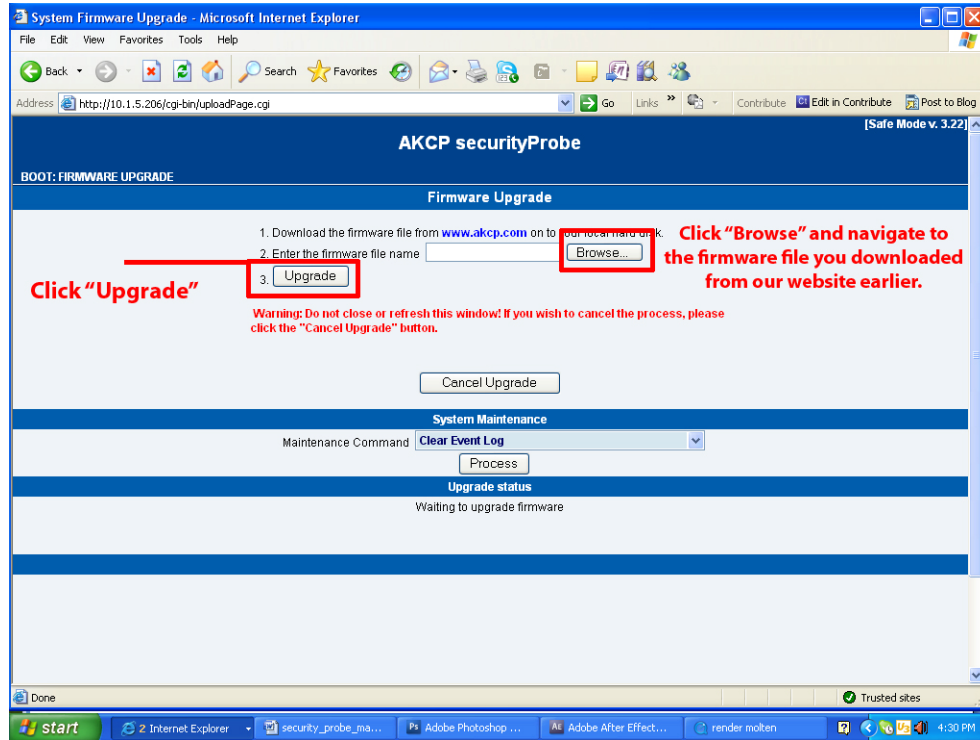 System Firmware Upgrade - Microsoft Internet Explorer
File Edit View Favorites Tools Help
Back Search Favorites
Address http://10.1.5.206/cgi-bin/uploadPage.cgi Go Links » Contribute Edit in Contribute Post to Blog
[Safe Mode v. 3.22]
AKCP securityProbe
BOOT: FIRMWARE UPGRADE
Firmware Upgrade
1. Download the firmware file from www.akcp.com on to your local hard disk.
2. Enter the firmware file name Browse...
3. Upgrade
Click "Upgrade"
Click "Browse" and navigate to
the firmware file you downloaded
from our website earlier.
Warning: Do not close or refresh this window! If you wish to cancel the process, please
click the "Cancel Upgrade" button.
Cancel Upgrade
System Maintenance
Maintenance Command Clear Event Log
Process
Upgrade status
Waiting to upgrade firmware
Done Trusted sites
start 2 Internet Explorer security_probe_ma... Adobe Photoshop ... Adobe After Effect... render molten 4:30 PM